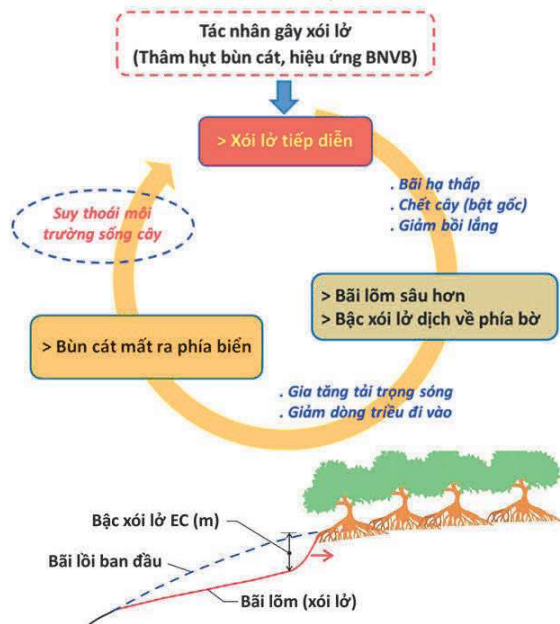 Tác nhân gây xói lở
(Thâm hụt bùn cát, hiệu ứng BNVB)
> Xói lở tiếp diễn
. Bãi hạ thấp
. Chết cây (bật gốc)
. Giảm bồi lắng
Suy thoái môi
trường sống cây
> Bãi lõm sâu hơn
> Bậc xói lở dịch về phía bờ
> Bùn cát mất ra phía biển
. Gia tăng tải trọng sóng
. Giảm dòng triều đi vào
Bậc xói lở EC (m)
Bãi lồi ban đầu
Bãi lõm (xói lở)